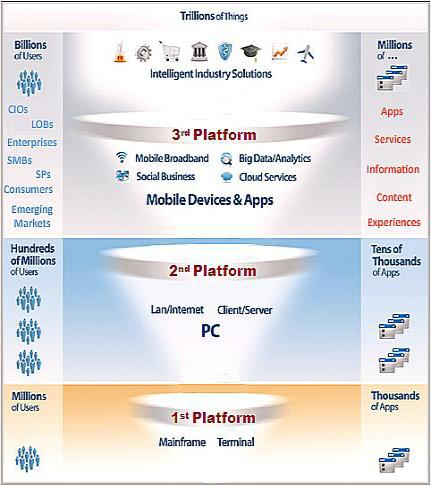 Trillions of Things
Billions
of Users
CIOs
LOBs
Enterprises
SMBs
SPs
Consumers
Emerging
Markets
Intelligent Industry Solutions
3rd Platform
Mobile Broadband
Big Data/Analytics
Social Business
Cloud Services
Mobile Devices & Apps
Millions
of ...
Apps
Services
Information
Content
Experiences
Hundreds
of Millions
of Users
2nd Platform
Lan/Internet
Client/Server
PC
Tens of
Thousands
of Apps
Millions
of Users
1st Platform
Mainframe
Terminal
Thousands
of Apps